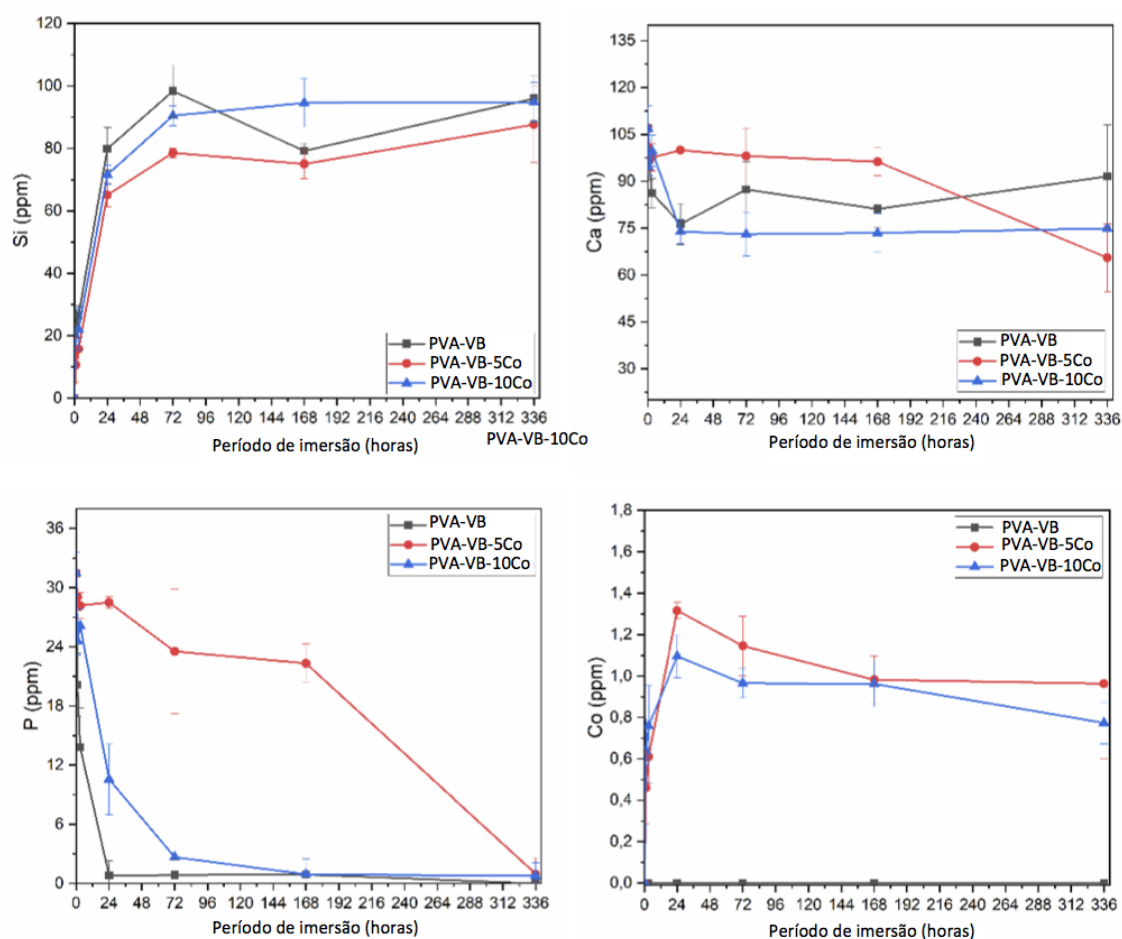 120
100
80
60
40
20
0
Si (ppm)
PVA-VB
PVA-VB-5Co
PVA-VB-10Co
0 24 48 72 96 120 144 168 192 216 240 264 288 312 336
Período de imersão (horas)
PVA-VB-10Co
135
120
105
90
75
60
45
30
Ca (ppm)
PVA-VB
PVA-VB-5Co
PVA-VB-10Co
0 24 48 72 96 120 144 168 192 216 240 264 288 312 336
Período de imersão (horas)
36
30
24
18
12
6
0
P (ppm)
PVA-VB
PVA-VB-5Co
PVA-VB-10Co
0 24 48 72 96 120 144 168 192 216 240 264 288 312 336
Período de imersão (horas)
1,8
1,6
1,4
1,2
1,0
0,8
0,6
0,4
0,2
0,0
Co (ppm)
PVA-VB
PVA-VB-5Co
PVA-VB-10Co
0 24 48 72 96 120 144 168 192 216 240 264 288 312 336
Período de imersão (horas)